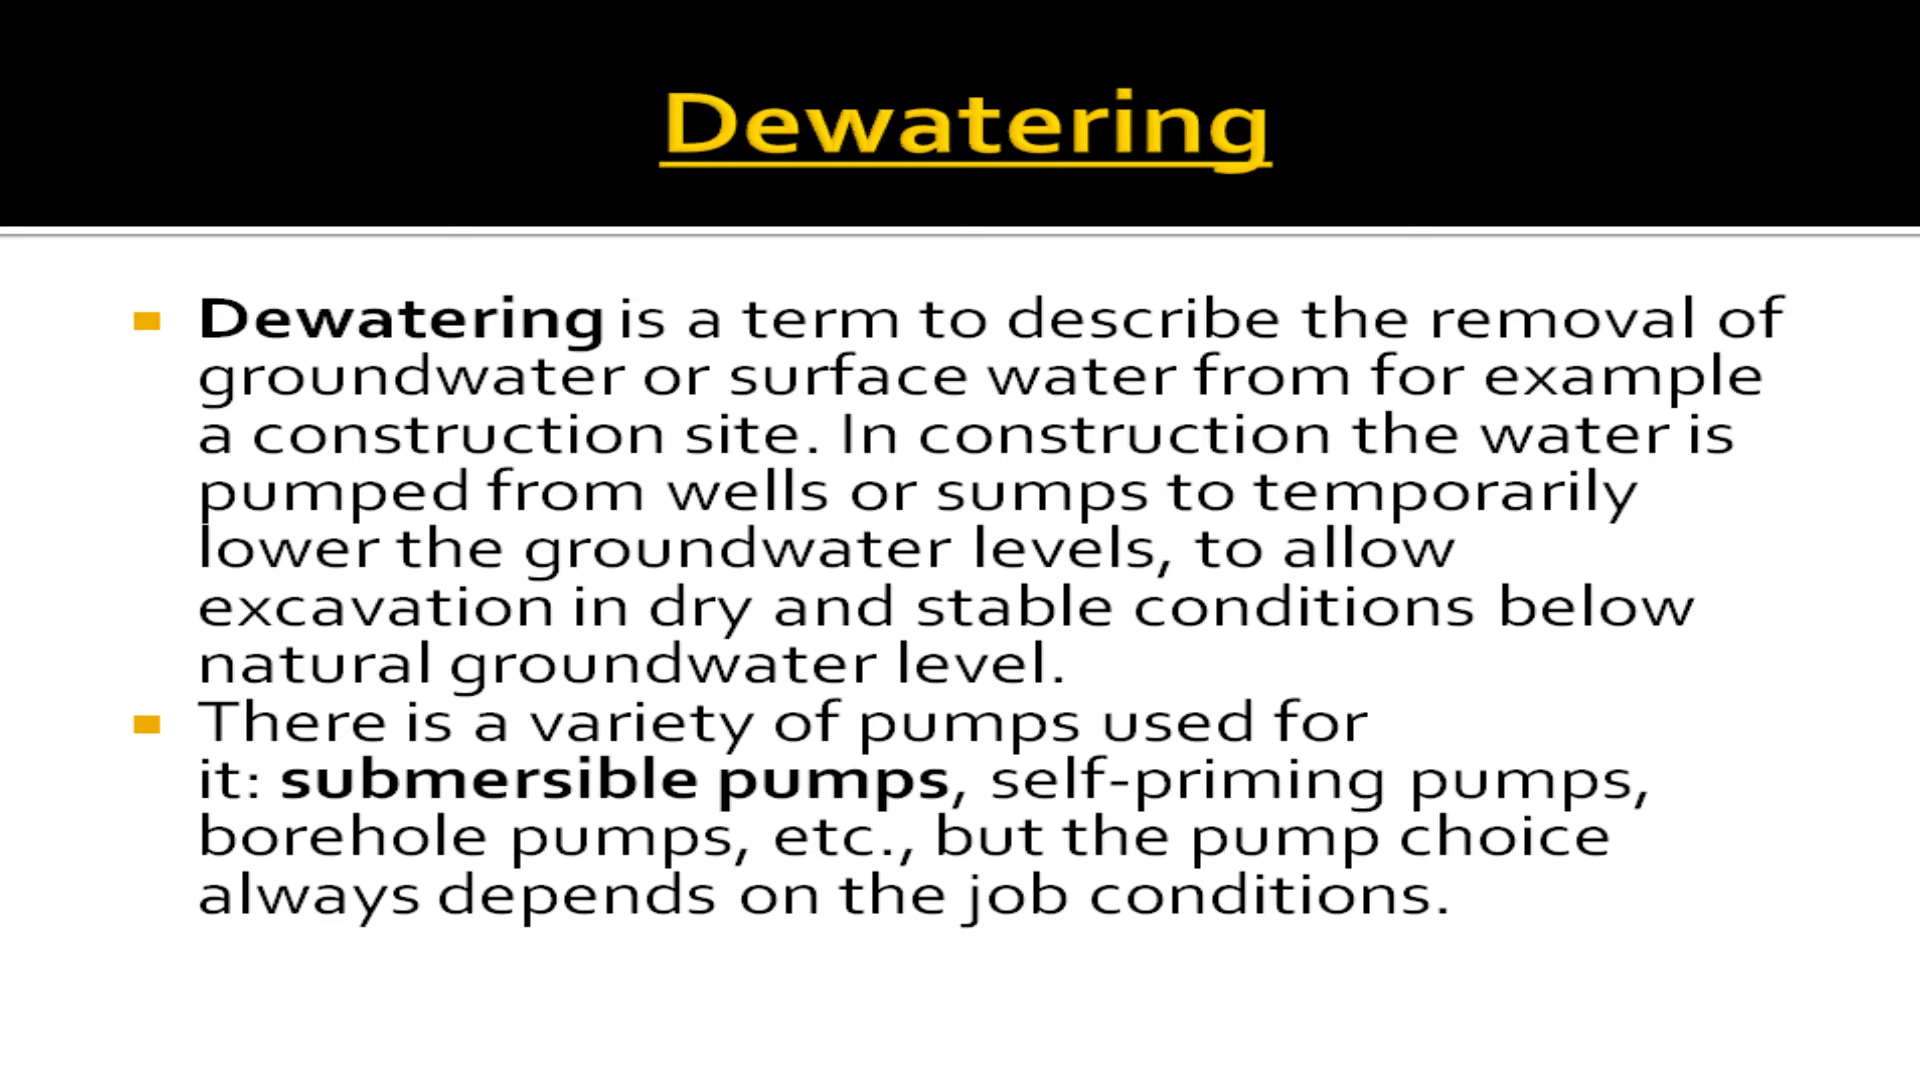 Dewatering
Dewatering is a term to describe the removal of
groundwater or surface water from for example
a construction site. In construction the water is
pumped from wells or sumps to temporarily
lower the groundwater levels, to allow
excavation in dry and stable conditions below
natural groundwater level.
There is a variety of pumps used for
it: submersible pumps, self-priming pumps,
borehole pumps, etc., but the pump choice
always depends on the job conditions.